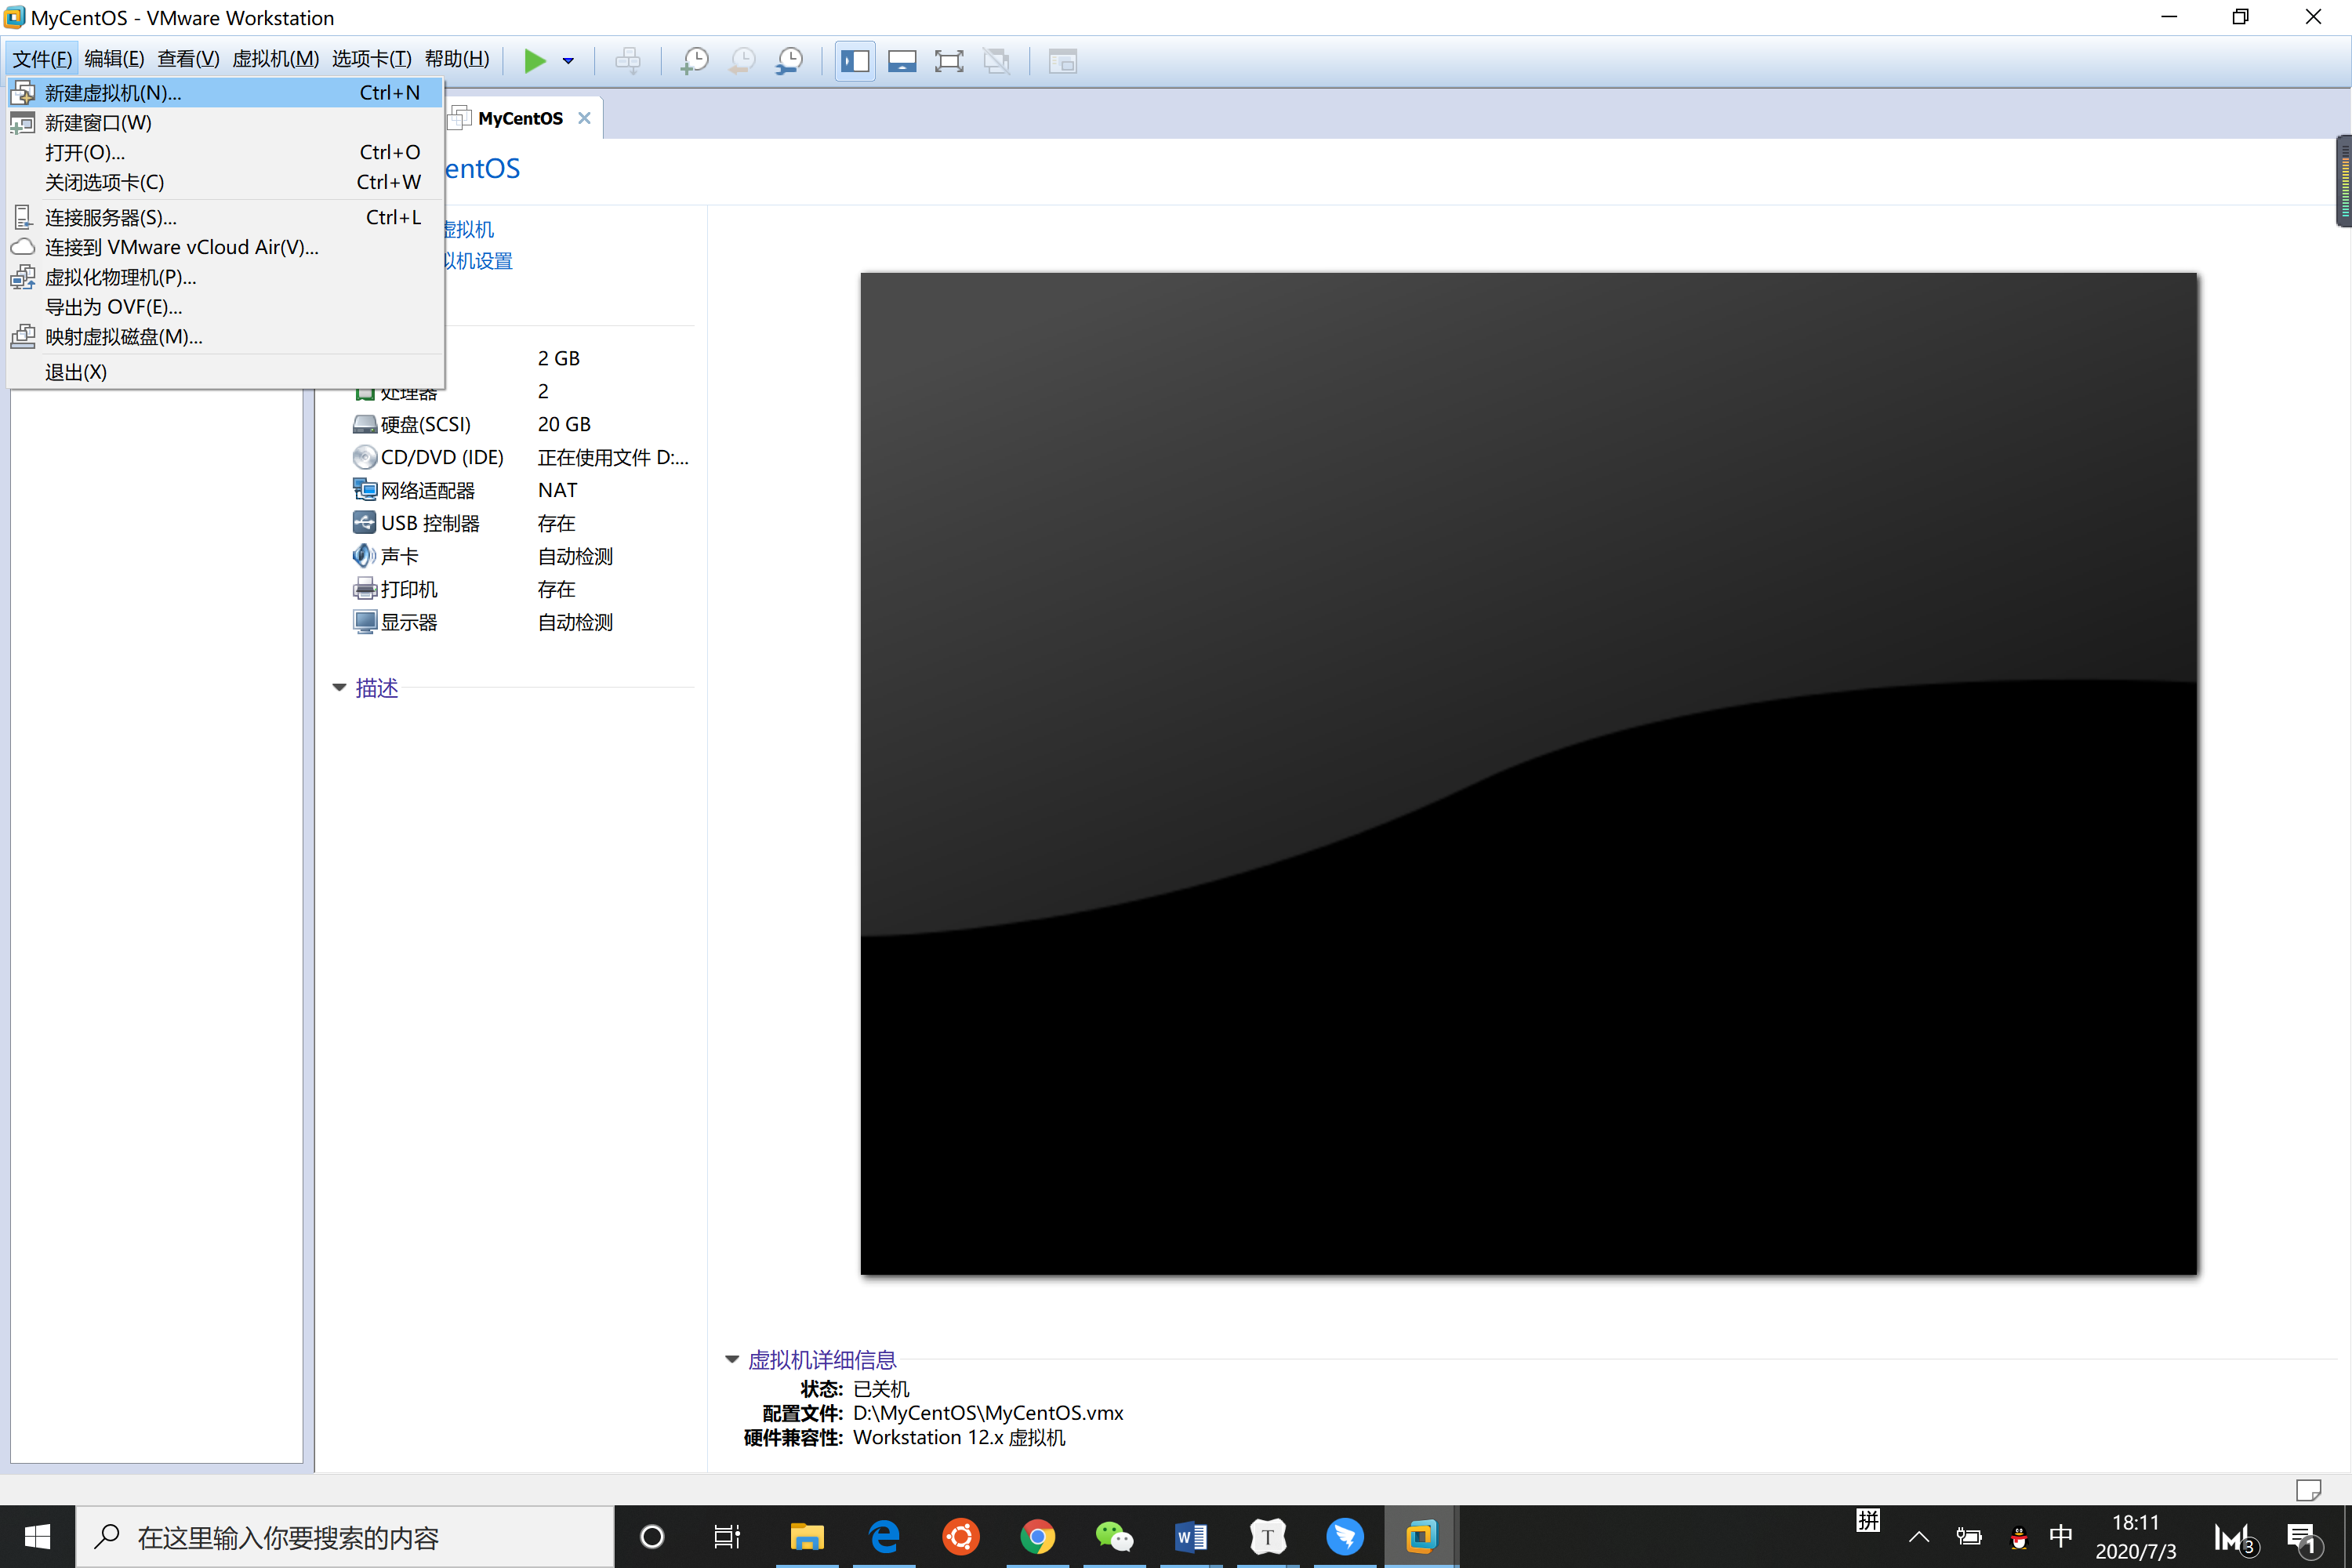 MyCentOS - VMware Workstation
文件(F) 编辑(E) 查看(V) 虚拟机(M) 选项卡(T) 帮助(H)
新建虚拟机(N)... Ctrl+N
新建窗口(W)
打开(O)... Ctrl+O
关闭选项卡(C) Ctrl+W
连接服务器(S)... Ctrl+L
连接到 VMware vCloud Air(V)...
虚拟化物理机(P)...
导出为 OVF(E)...
映射虚拟磁盘(M)...
退出(X)
MyCentOS
entOS
虚拟机
拟机设置
2 GB
处理器 2
硬盘(SCSI) 20 GB
CD/DVD (IDE) 正在使用文件 D:...
网络适配器 NAT
USB 控制器 存在
声卡 自动检测
打印机 存在
显示器 自动检测
描述
虚拟机详细信息
状态: 已关机
配置文件: D:\MyCentOS\MyCentOS.vmx
硬件兼容性: Workstation 12.x 虚拟机
在这里输入你要搜索的内容
W
T
拼
中
18:11
2020/7/3
M
3
1